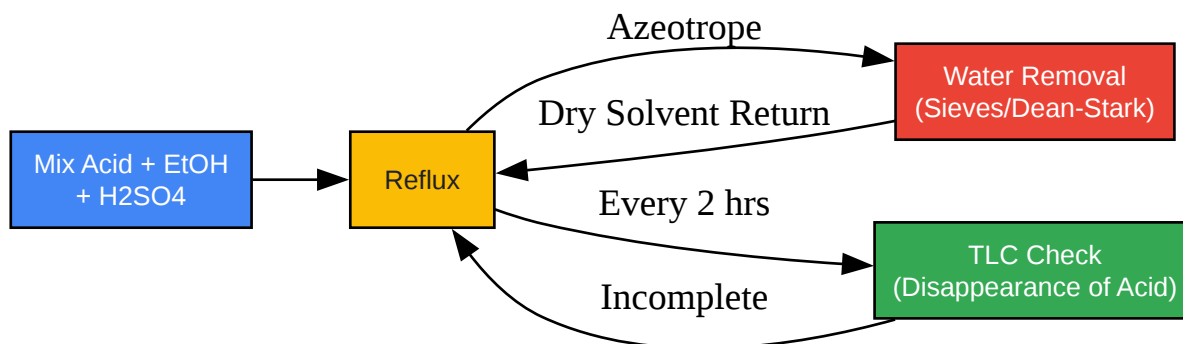 Azeotrope
Water Removal
(Sieves/Dean-Stark)
Dry Solvent Return
Mix Acid + EtOH
+ H2SO4
Reflux
Every 2 hrs
TLC Check
(Disappearance of Acid)
Incomplete